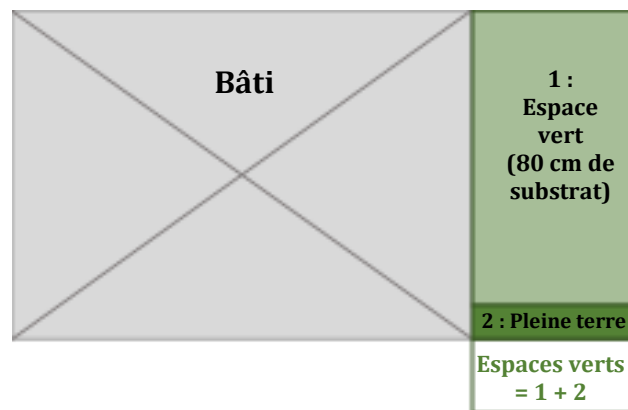 Bâti
1 :
Espace
vert
(80 cm de
substrat)
2 : Pleine terre
Espaces verts
= 1 + 2